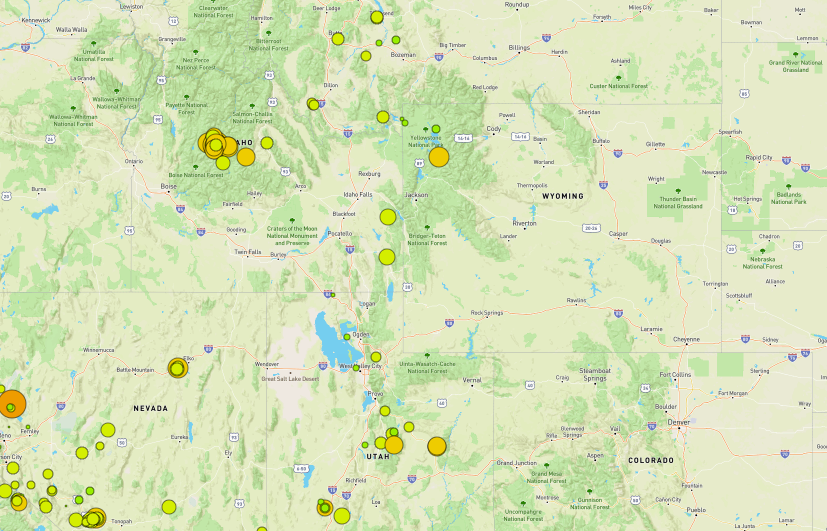 Lewiston
Clearwater
National Forest
Hamilton
Deer Lodge
Roundup
Forsyth
Miles City
Baker
Mott
Kennewick
Walla Walla
Grangeville
Bowman
Lemmon
Umatilla
National Forest
Bitterroot
National Forest
Bozeman
Big Timber
Billings
Columbus
Hardin
Nez Perce
National Forest
Grand River National
Grassland
La Grande
Ashland
Dillon
Red Lodge
Custer National Forest
Wallowa-Whitman
National Forest
Payette National
Forest
Salmon-Challis
National Forest
Wallowa-Whitman
National Forest
Powell
Sheridan
Cody
Yellowstone
National Park
Basin
Buffalo
Gillette
Spearfish
Ontario
AHO
Worland
Rapid City
Boise National Forest
Boise
Rexburg
Newcastle
Burns
Hailey
Arco
Idaho Falls
Jackson
Thermopolis
WYOMING
Wright
Thunder Basin
National Grassland
Hot Springs
Badlands
National Park
Fairfield
Blackfoot
Craters of the Moon
National Monument
and Preserve
Gooding
Pocatello
Bridger-Teton
National Forest
Riverton
Lander
Casper
Douglas
Chadron
Nebraska
National Forest
Twin Falls
Burley
Torrington
Alliance
Scottsbluff
Logan
Rawlins
Rock Springs
Laramie
Cheyenne
Sidney
Ogden
Winnemucca
Elko
Battle Mountain
Wendover
West Valley City
Great Salt Lake Desert
Uinta-Wasatch-Cache
National Forest
Vernal
Craig
Steamboat
Springs
Fort Collins
Sterling
Provo
Fort Morgan
Wray
NEVADA
Boulder
Denver
Fernley
Eureka
Ely
Rifle
Glenwood
Springs
Vail
UTAH
Grand Junction
Aspen
COLORADO
Grand Mesa
National Forest
Richfield
Loa
Montrose
Gunnison
National Forest
Fountain
Cañon City
Pueblo
Uncompahgre
National Forest
Tonopah
Lamar
La Junta